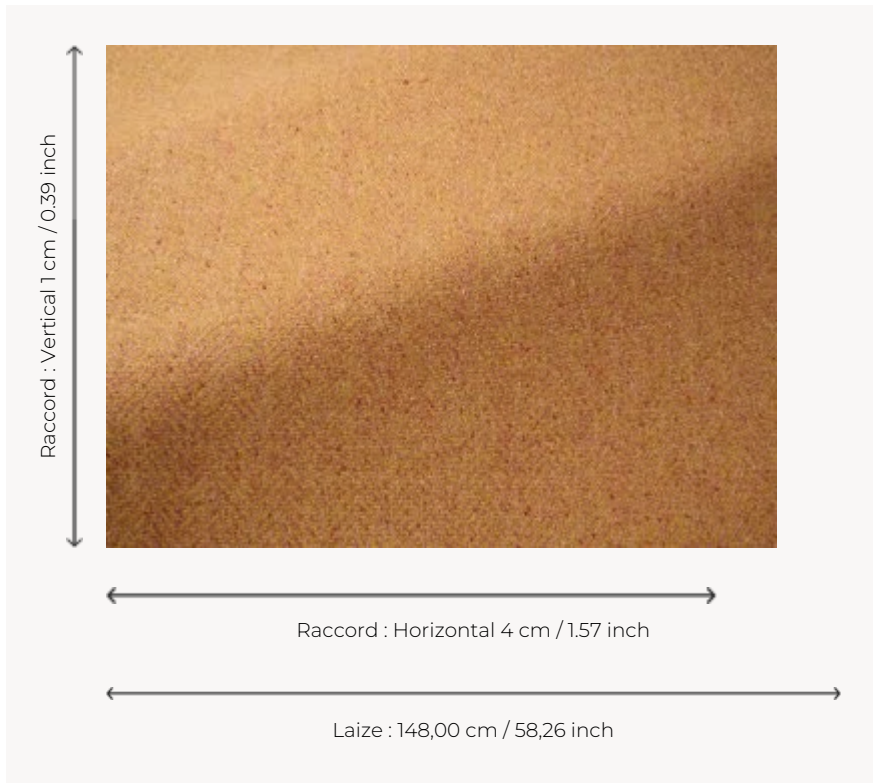 Raccord : Vertical 1 cm / 0.39 inch
Raccord : Horizontal 4 cm / 1.57 inch
Laize : 148,00 cm / 58,26 inch